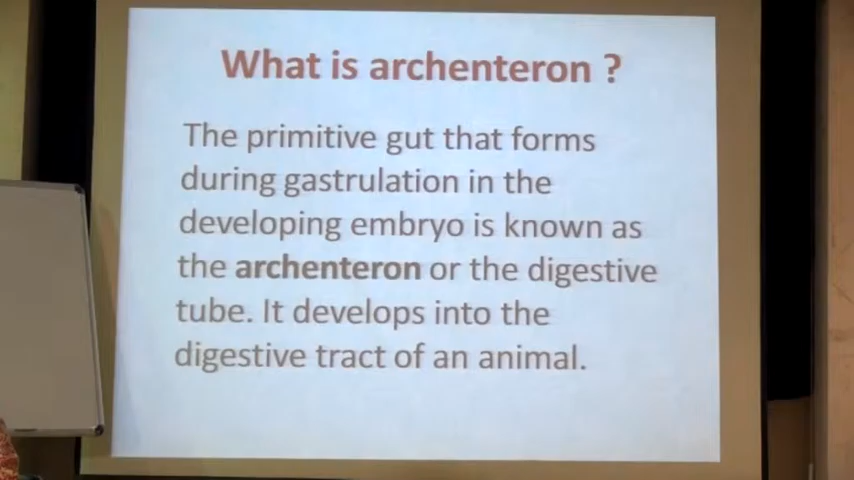 What is archenteron ?
The primitive gut that forms
during gastrulation in the
developing embryo is known as
the archenteron or the digestive
tube. It develops into the
digestive tract of an animal.